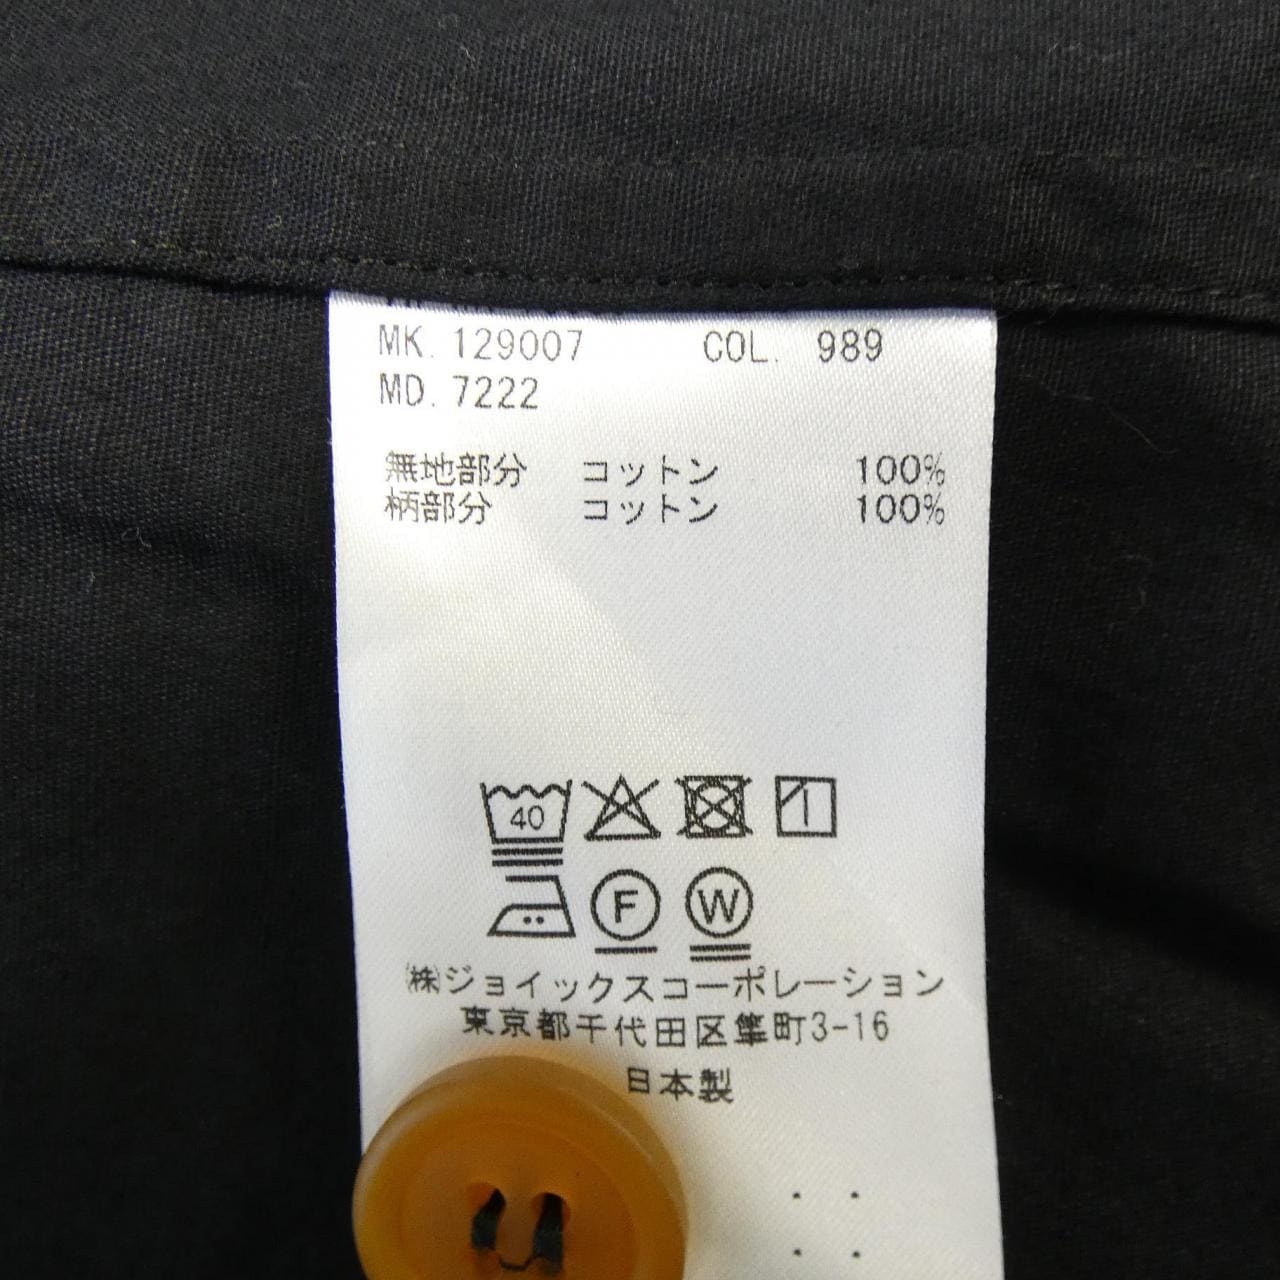 MK. 129007 COL. 989
MD. 7222
無地部分 コットン 100%
柄部分 コットン 100%
40
F W
㈱ジョイックスコーポレーション
東京都千代田区隼町3-16
日本製